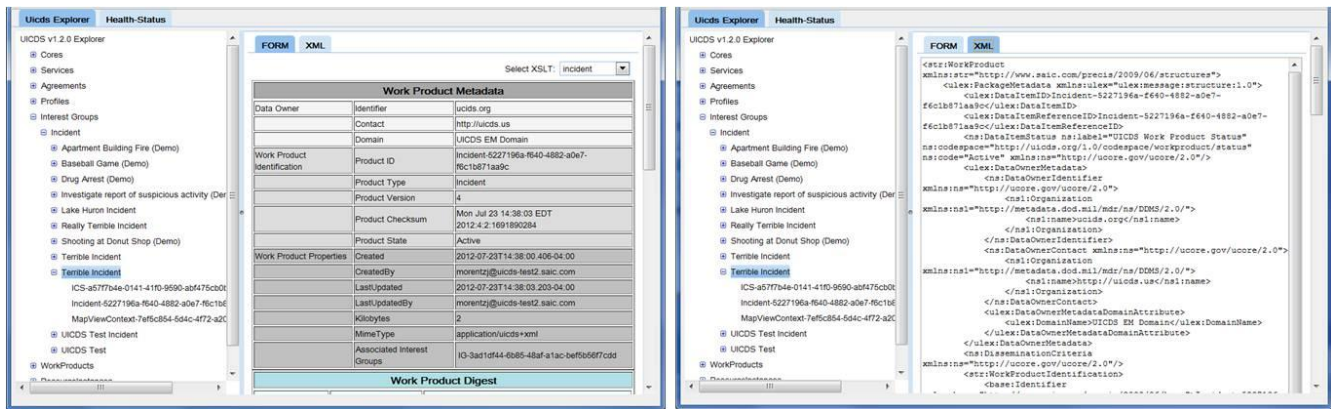 Uicds Explorer Health-Status
UICDS v1.2.0 Explorer
Cores
Services
Agreements
Profiles
Interest Groups
Incident
Apartment Building Fire (Demo)
Baseball Game (Demo)
Drug Arrest (Demo)
Investigate report of suspicious activity (Der
Lake Huron Incident
Really Terrible Incident
Shooting at Donut Shop (Demo)
Terrible Incident
Terrible Incident
ICS-a57f7b4e-0141-41f0-9590-abf475cb0t
Incident-5227196a-f640-4882-a0e7-f6c1b8
MapViewContext-7ef5c854-5d4c-4f72-a2C
UICDS Test Incident
UICDS Test
WorkProducts
FORM XML
Select XSLT: incident
Work Product Metadata
Data Owner Identifier ucids.org
Contact http://uicds.us
Domain UICDS EM Domain
Work Product Identification Product ID Incident-5227196a-f640-4882-a0e7-f6c1b871aa9c
Product Type Incident
Product Version 4
Product Checksum Mon Jul 23 14:38:03 EDT 2012:4:2:1691890284
Product State Active
Work Product Properties Created 2012-07-23T14:38:00.406-04:00
CreatedBy morentzj@uicds-test2.saic.com
LastUpdated 2012-07-23T14:38:03.203-04:00
LastUpdatedBy morentzj@uicds-test2.saic.com
Kilobytes 2
MimeType application/uicds+xml
Associated Interest Groups IG-3ad1df44-6b85-48af-a1ac-bef5b56f7cdd
Work Product Digest
Uicds Explorer Health-Status
UICDS v1.2.0 Explorer
Cores
Services
Agreements
Profiles
Interest Groups
Incident
Apartment Building Fire (Demo)
Baseball Game (Demo)
Drug Arrest (Demo)
Investigate report of suspicious activity (Der
Lake Huron Incident
Really Terrible Incident
Shooting at Donut Shop (Demo)
Terrible Incident
Terrible Incident
ICS-a57f7b4e-0141-41f0-9590-abf475cb0t
Incident-5227196a-f640-4882-a0e7-f6c1b8
MapViewContext-7ef5c854-5d4c-4f72-a2C
UICDS Test Incident
UICDS Test
WorkProducts
FORM XML
<str:WorkProduct
xmlns:str="http://www.saic.com/precis/2009/06/structures">
<ulex:PackageMetadata xmlns:ulex="ulex:message:structure:1.0">
<ulex:DataItemID>Incident-5227196a-f640-4882-a0e7-
f6c1b871aa9c</ulex:DataItemID>
<ulex:DataItemReferenceID>Incident-5227196a-f640-4882-a0e7-
f6c1b871aa9c</ulex:DataItemReferenceID>
<ns:DataItemStatus ns:label="UICDS Work Product Status"
ns:codespace="http://uicds.org/1.0/codespace/workproduct/status"
ns:code="Active" xmlns:ns="http://ucore.gov/ucore/2.0"/>
<ulex:DataOwnerMetadata>
<ns:DataOwnerIdentifier
xmlns:ns="http://ucore.gov/ucore/2.0">
<ns1:Organization
xmlns:ns1="http://metadata.dod.mil/mdr/ns/DDMS/2.0/">
<ns1:name>ucids.org</ns1:name>
</ns1:Organization>
</ns:DataOwnerIdentifier>
<ns:DataOwnerContact xmlns:ns="http://ucore.gov/ucore/2.0">
<ns1:Organization
xmlns:ns1="http://metadata.dod.mil/mdr/ns/DDMS/2.0/">
<ns1:name>http://uicds.us</ns1:name>
</ns1:Organization>
</ns:DataOwnerContact>
<ulex:DataOwnerMetadataDomainAttribute>
<ulex:DomainName>UICDS EM Domain</ulex:DomainName>
</ulex:DataOwnerMetadataDomainAttribute>
</ulex:DataOwnerMetadata>
<ns:DisseminationCriteria
xmlns:ns="http://ucore.gov/ucore/2.0"/>
<str:WorkProductIdentification>
<base:Identifier